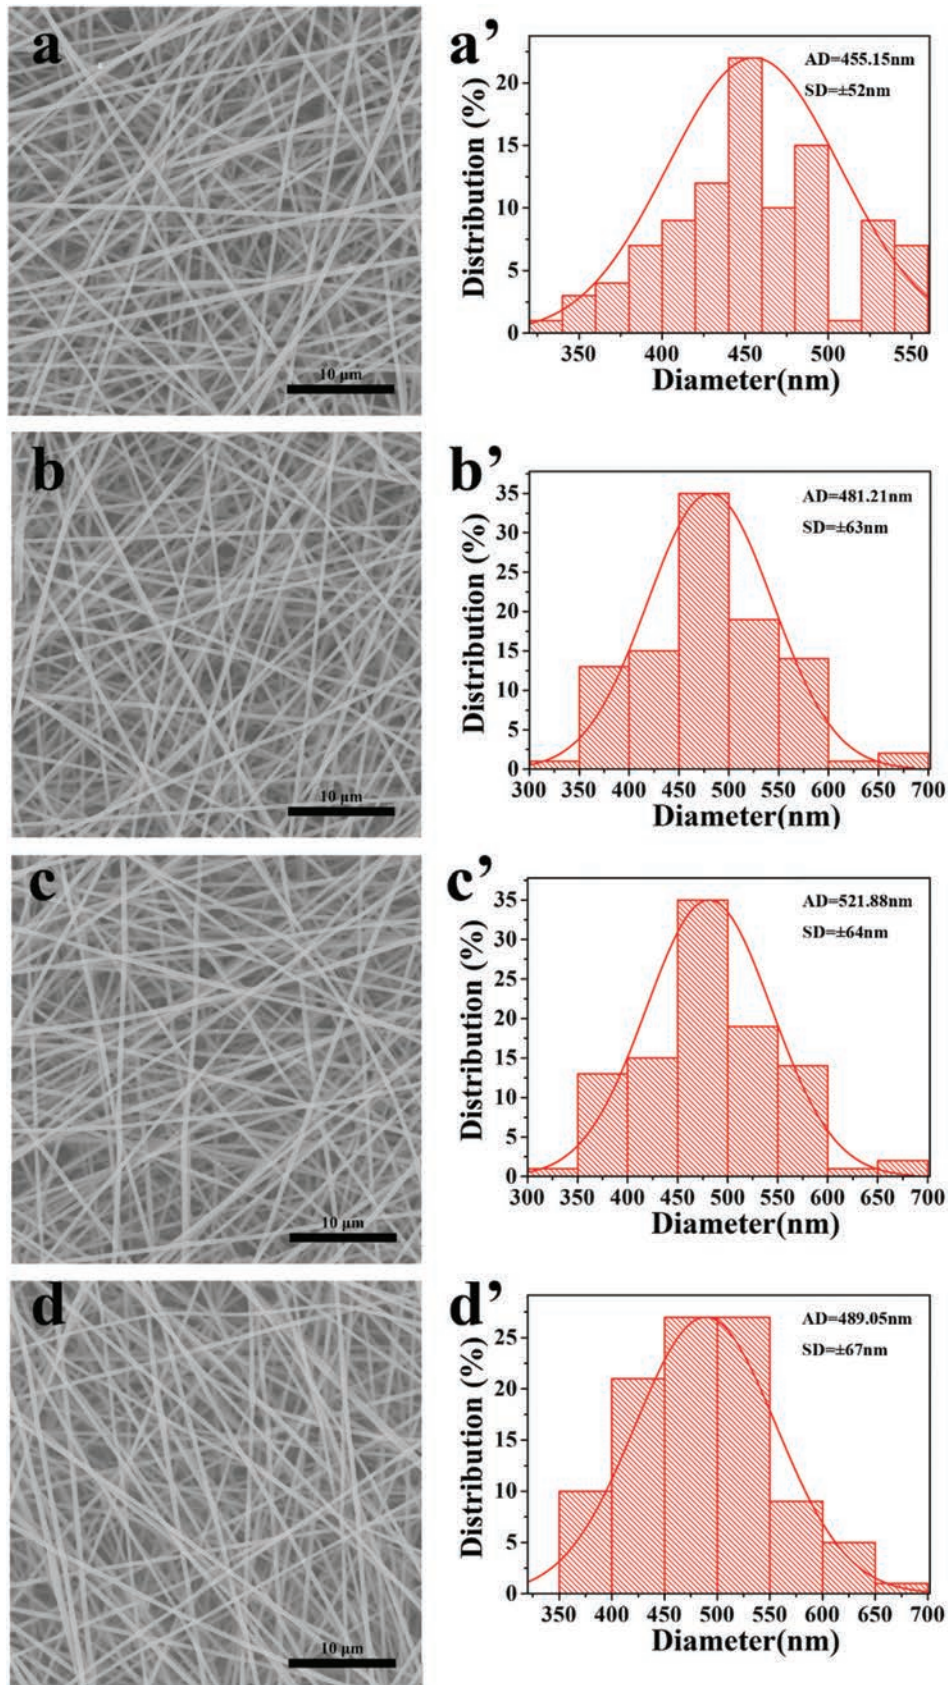 a
10 µm
a’
AD=455.15nm
SD=±52nm
Distribution (%)
20
15
10
5
0
350 400 450 500 550
Diameter(nm)
b
10 µm
b’
AD=481.21nm
SD=±63nm
Distribution (%)
35
30
25
20
15
10
5
0
300 350 400 450 500 550 600 650 700
Diameter(nm)
c
10 µm
c’
AD=521.88nm
SD=±64nm
Distribution (%)
35
30
25
20
15
10
5
0
300 350 400 450 500 550 600 650 700
Diameter(nm)
d
10 µm
d’
AD=489.05nm
SD=±67nm
Distribution (%)
25
20
15
10
5
0
350 400 450 500 550 600 650 700
Diameter(nm)